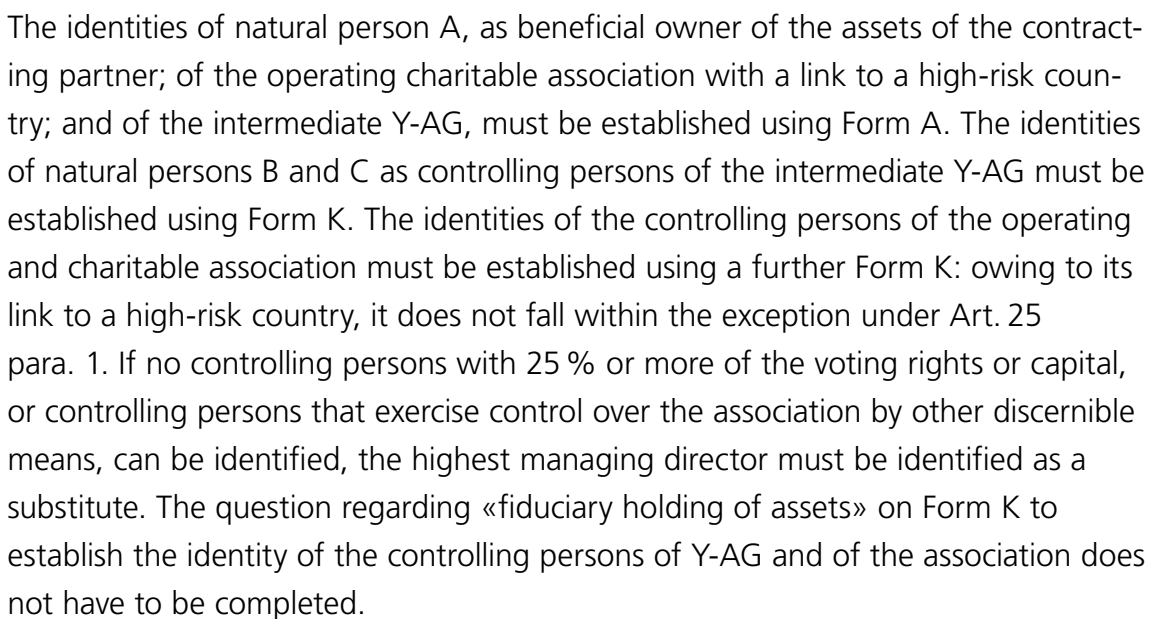 The identities of natural person A, as beneficial owner of the assets of the contract-
ing partner; of the operating charitable association with a link to a high-risk coun-
try; and of the intermediate Y-AG, must be established using Form A. The identities
of natural persons B and C as controlling persons of the intermediate Y-AG must be
established using Form K. The identities of the controlling persons of the operating
and charitable association must be established using a further Form K: owing to its
link to a high-risk country, it does not fall within the exception under Art. 25
para. 1. If no controlling persons with 25 % or more of the voting rights or capital,
or controlling persons that exercise control over the association by other discernible
means, can be identified, the highest managing director must be identified as a
substitute. The question regarding «fiduciary holding of assets» on Form K to
establish the identity of the controlling persons of Y-AG and of the association does
not have to be completed.